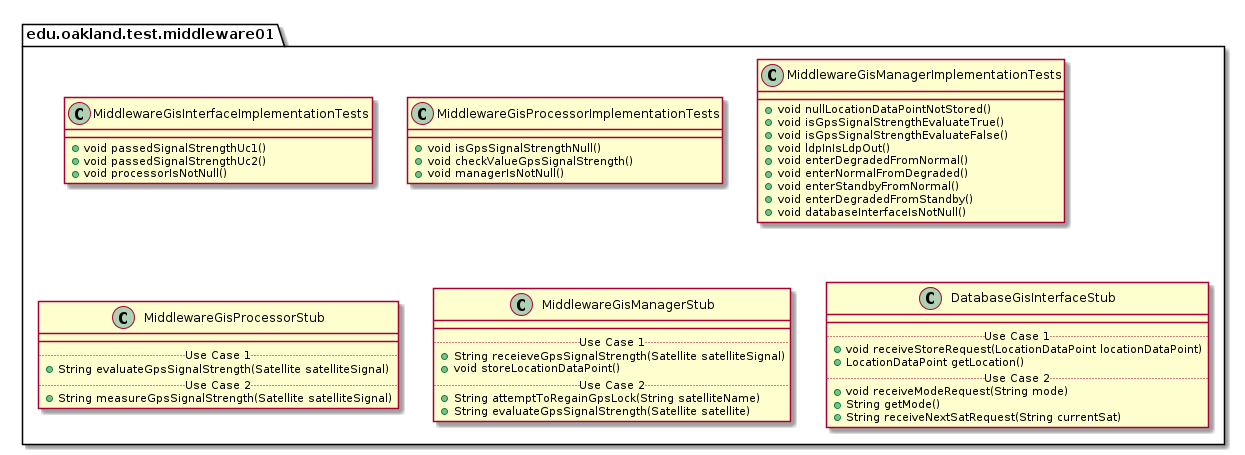 edu.oakland.test.middleware01
C MiddlewareGisInterfaceImplementationTests
void passedSignalStrengthUc1()
void passedSignalStrengthUc2()
void processorIsNotNull()
C MiddlewareGisProcessorImplementationTests
void isGpsSignalStrengthNull()
void checkValueGpsSignalStrength()
void managerIsNotNull()
C MiddlewareGisManagerImplementationTests
void nullLocationDataPointNotStored()
void isGpsSignalStrengthEvaluateTrue()
void isGpsSignalStrengthEvaluateFalse()
void ldpInIsLdpOut()
void enterDegradedFromNormal()
void enterNormalFromDegraded()
void enterStandbyFromNormal()
void enterDegradedFromStandby()
void databaseInterfaceIsNotNull()
C MiddlewareGisProcessorStub
Use Case 1
String evaluateGpsSignalStrength(Satellite satelliteSignal)
Use Case 2
String measureGpsSignalStrength(Satellite satelliteSignal)
C MiddlewareGisManagerStub
Use Case 1
String receieveGpsSignalStrength(Satellite satelliteSignal)
void storeLocationDataPoint()
Use Case 2
String attemptToRegainGpsLock(String satelliteName)
String evaluateGpsSignalStrength(Satellite satellite)
C DatabaseGisInterfaceStub
Use Case 1
void receiveStoreRequest(LocationDataPoint locationDataPoint)
LocationDataPoint getLocation()
Use Case 2
void receiveModeRequest(String mode)
String getMode()
String receiveNextSatRequest(String currentSat)